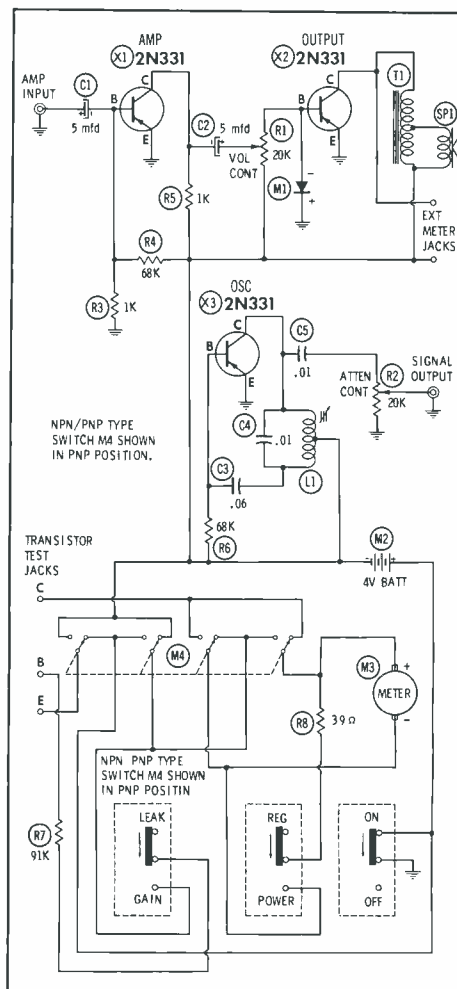 AMP
X1 2N331
OUTPUT
X2 2N331
AMP INPUT
C1
5 mfd
B
C
E
C2
5 mfd
VOL CONT
R1
20K
B
C
E
T1
SP1
M1
-
+
EXT METER JACKS
R5
1K
R4
68K
R3
1K
OSC
X3 2N331
B
C
E
C5
.01
ATTEN CONT
R2
20K
SIGNAL OUTPUT
C4
.01
L1
C3
.06
NPN/PNP TYPE
SWITCH M4 SHOWN
IN PNP POSITION.
68K
R6
M2
-
+
4V BATT
TRANSISTOR
TEST
JACKS
C
B
E
M4
M3
METER
+
-
R8
39Ω
NPN PNP TYPE
SWITCH M4 SHOWN
IN PNP POSITIN
R7
91K
LEAK
GAIN
REG
POWER
ON
OFF